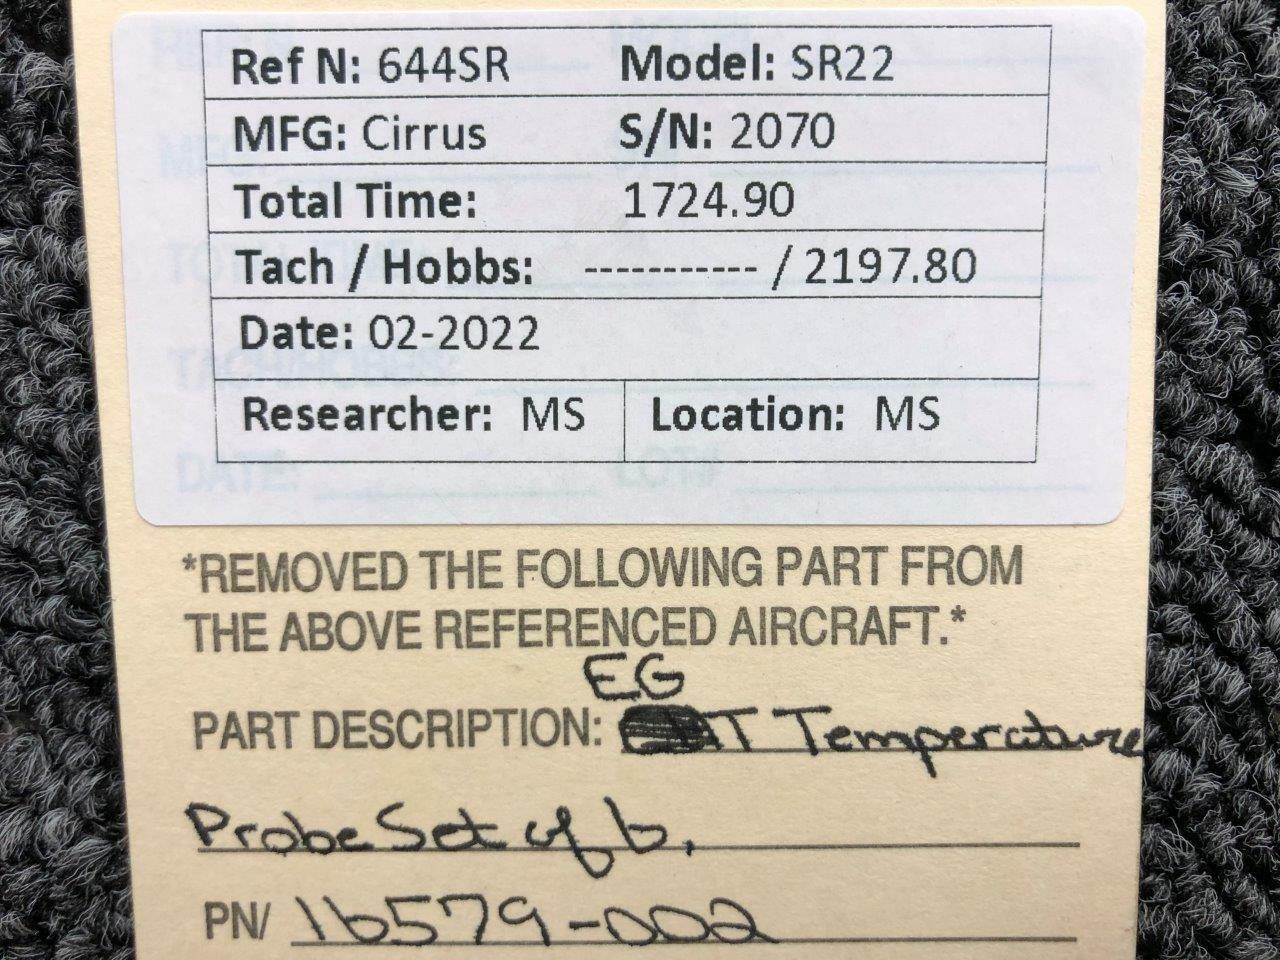 Ref N: 644SR Model: SR22
MFG: Cirrus S/N: 2070
Total Time: 1724.90
Tach / Hobbs: ----------- / 2197.80
Date: 02-2022
Researcher: MS Location: MS
*REMOVED THE FOLLOWING PART FROM
THE ABOVE REFERENCED AIRCRAFT.*
EG
PART DESCRIPTION: T Temperature
Probe Set of 6.
PN/ 16579-002